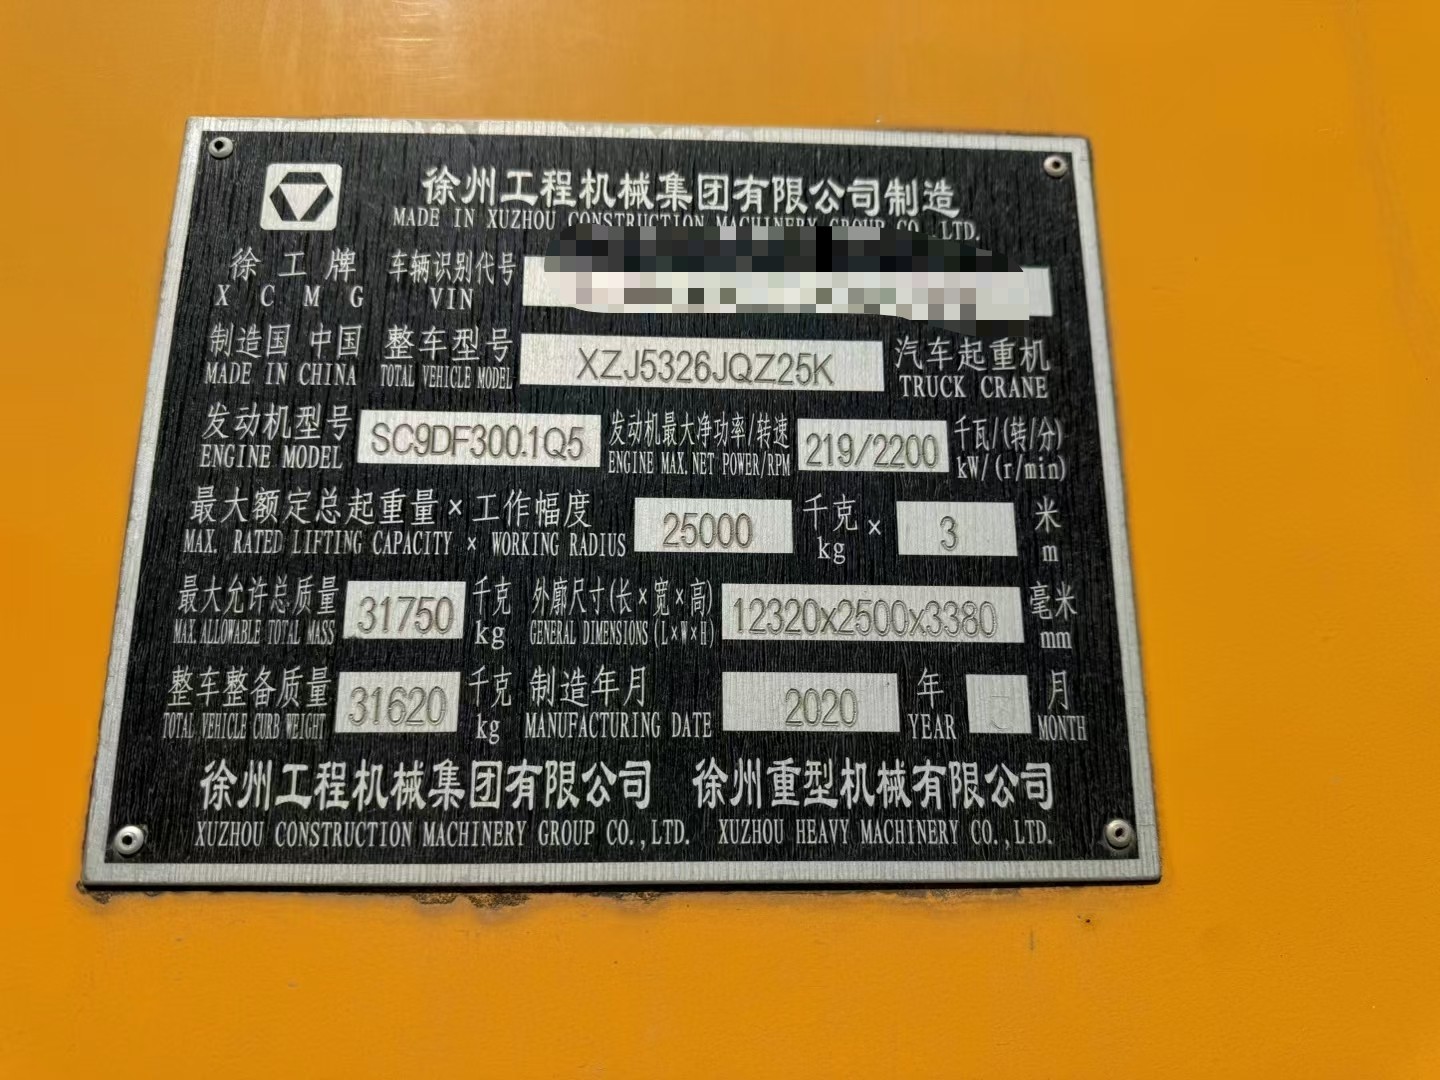 徐州工程机械集团有限公司制造
MADE IN XUZHOU CONSTRUCTION MACHINERY GROUP CO.,LTD.
徐工牌 车辆识别代号
XCMG VIN
制造国 中国 整车型号 XZJ5326JQZ25K 汽车起重机
MADE IN CHINA TOTAL VEHICLE MODEL TRUCK CRANE
发动机型号 SC9DF300.1Q5 发动机最大净功率/转速 219/2200 千瓦/(转/分)
ENGINE MODEL ENGINE MAX.NET POWER/RPM kW/(r/min)
最大额定总起重量×工作幅度 25000 千克 × 3 米
MAX. RATED LIFTING CAPACITY × WORKING RADIUS kg m
最大允许总质量 31750 千克 外廓尺寸(长×宽×高) 12320x2500x3380 毫米
MAX.ALLOWABLE TOTAL MASS kg GENERAL DIMENSIONS (L×W×H) mm
整车整备质量 31620 千克 制造年月 2020 年 月
TOTAL VEHICLE CURB WEIGHT kg MANUFACTURING DATE YEAR MONTH
徐州工程机械集团有限公司 徐州重型机械有限公司
XUZHOU CONSTRUCTION MACHINERY GROUP CO.,LTD. XUZHOU HEAVY MACHINERY CO.,LTD.